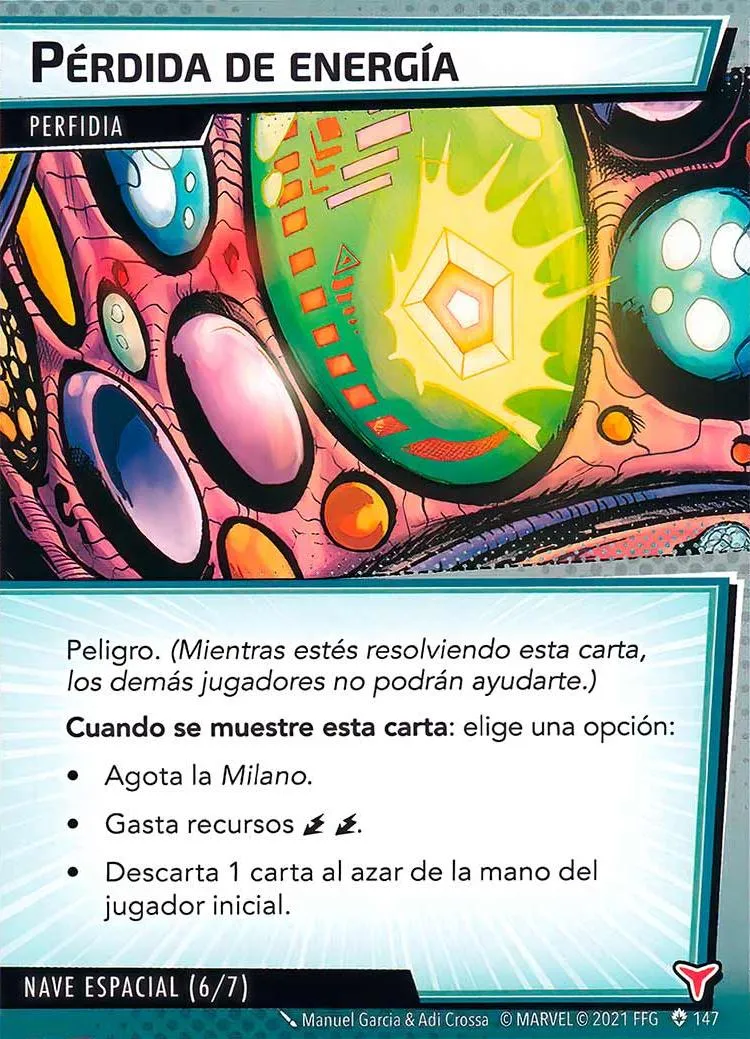 PÉRDIDA DE ENERGÍA
PERFIDIA
Peligro. (Mientras estés resolviendo esta carta,
los demás jugadores no podrán ayudarte.)
Cuando se muestre esta carta: elige una opción:
• Agota la Milano.
• Gasta recursos.
• Descarta 1 carta al azar de la mano del
jugador inicial.
NAVE ESPACIAL (6/7)
Manuel Garcia & Adi Crossa © MARVEL © 2021 FFG 147